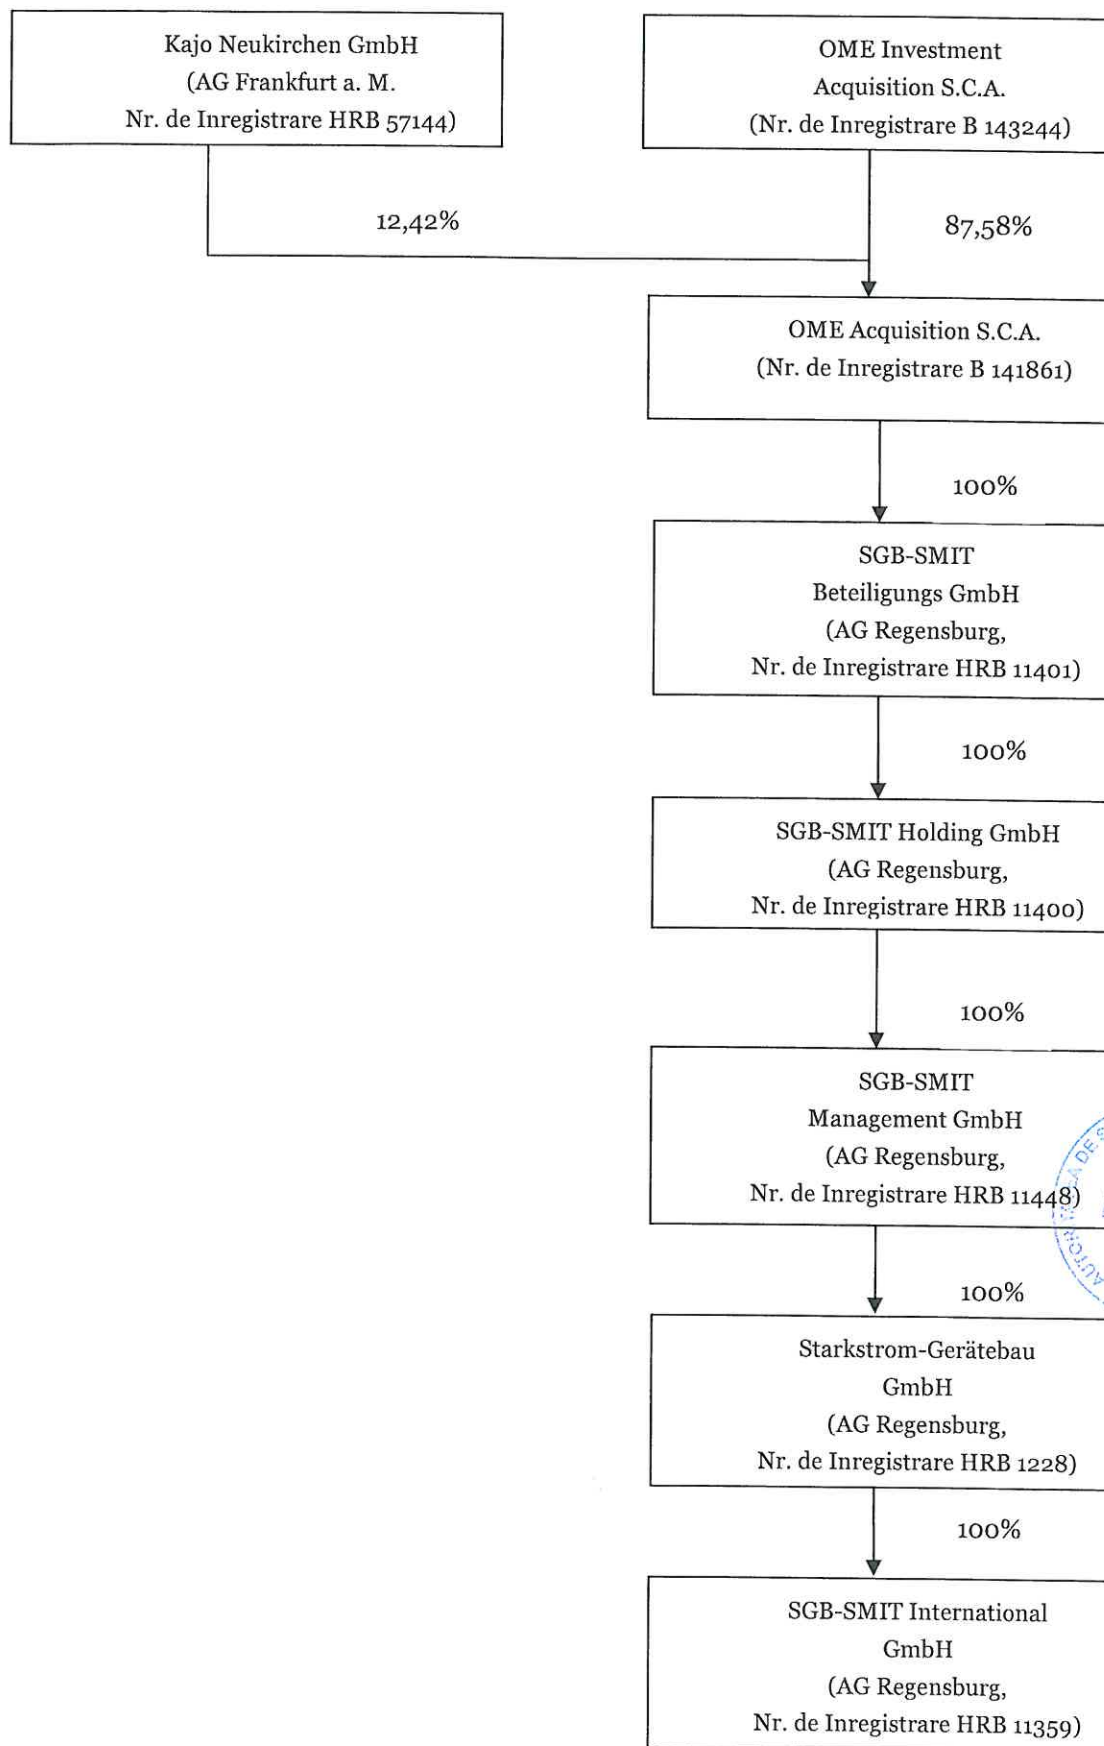 Kajo Neukirchen GmbH
(AG Frankfurt a. M.
Nr. de Inregistrare HRB 57144)
OME Investment
Acquisition S.C.A.
(Nr. de Inregistrare B 143244)
12,42%
87,58%
OME Acquisition S.C.A.
(Nr. de Inregistrare B 141861)
100%
SGB-SMIT
Beteiligungs GmbH
(AG Regensburg,
Nr. de Inregistrare HRB 11401)
100%
SGB-SMIT Holding GmbH
(AG Regensburg,
Nr. de Inregistrare HRB 11400)
100%
SGB-SMIT
Management GmbH
(AG Regensburg,
Nr. de Inregistrare HRB 11448)
100%
Starkstrom-Gerätebau
GmbH
(AG Regensburg,
Nr. de Inregistrare HRB 1228)
100%
SGB-SMIT International
GmbH
(AG Regensburg,
Nr. de Inregistrare HRB 11359)